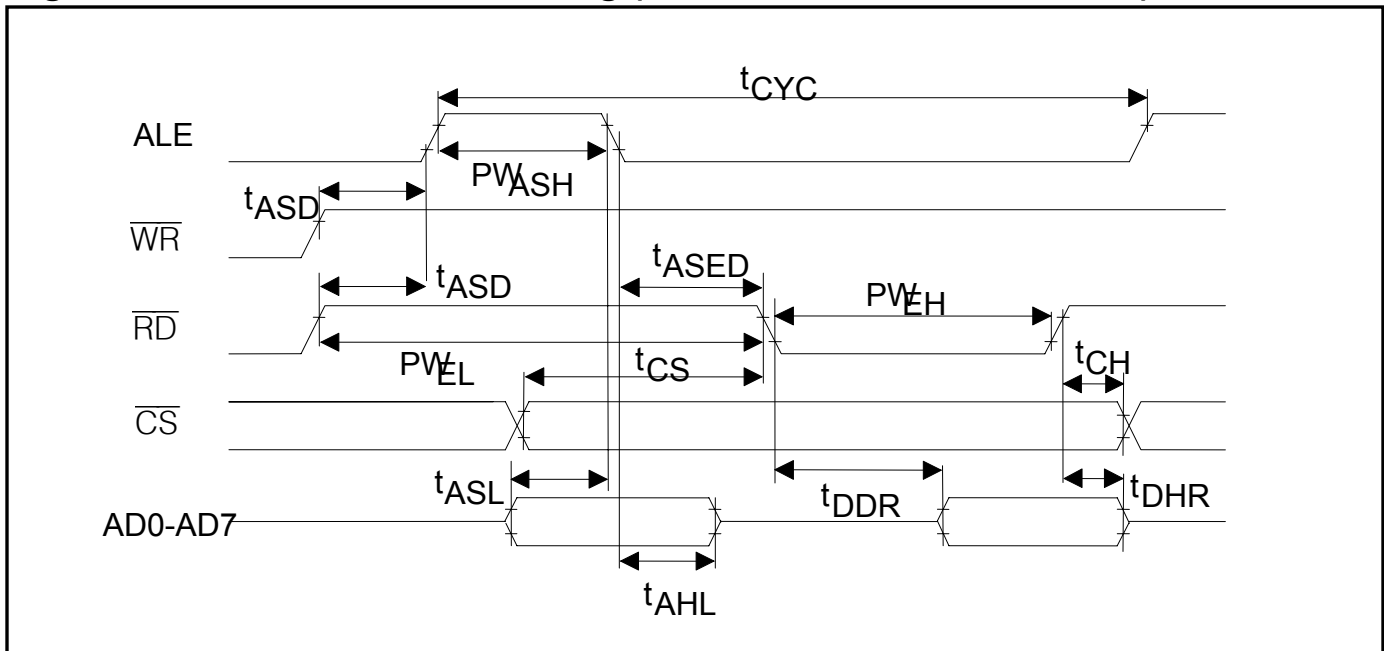 tCYC
ALE
PWASH
tASD
WR
tASED
tASD
PWEH
RD
tCH
PWEL
tCS
CS
tASL
tDDR
tDHR
AD0-AD7
tAHL